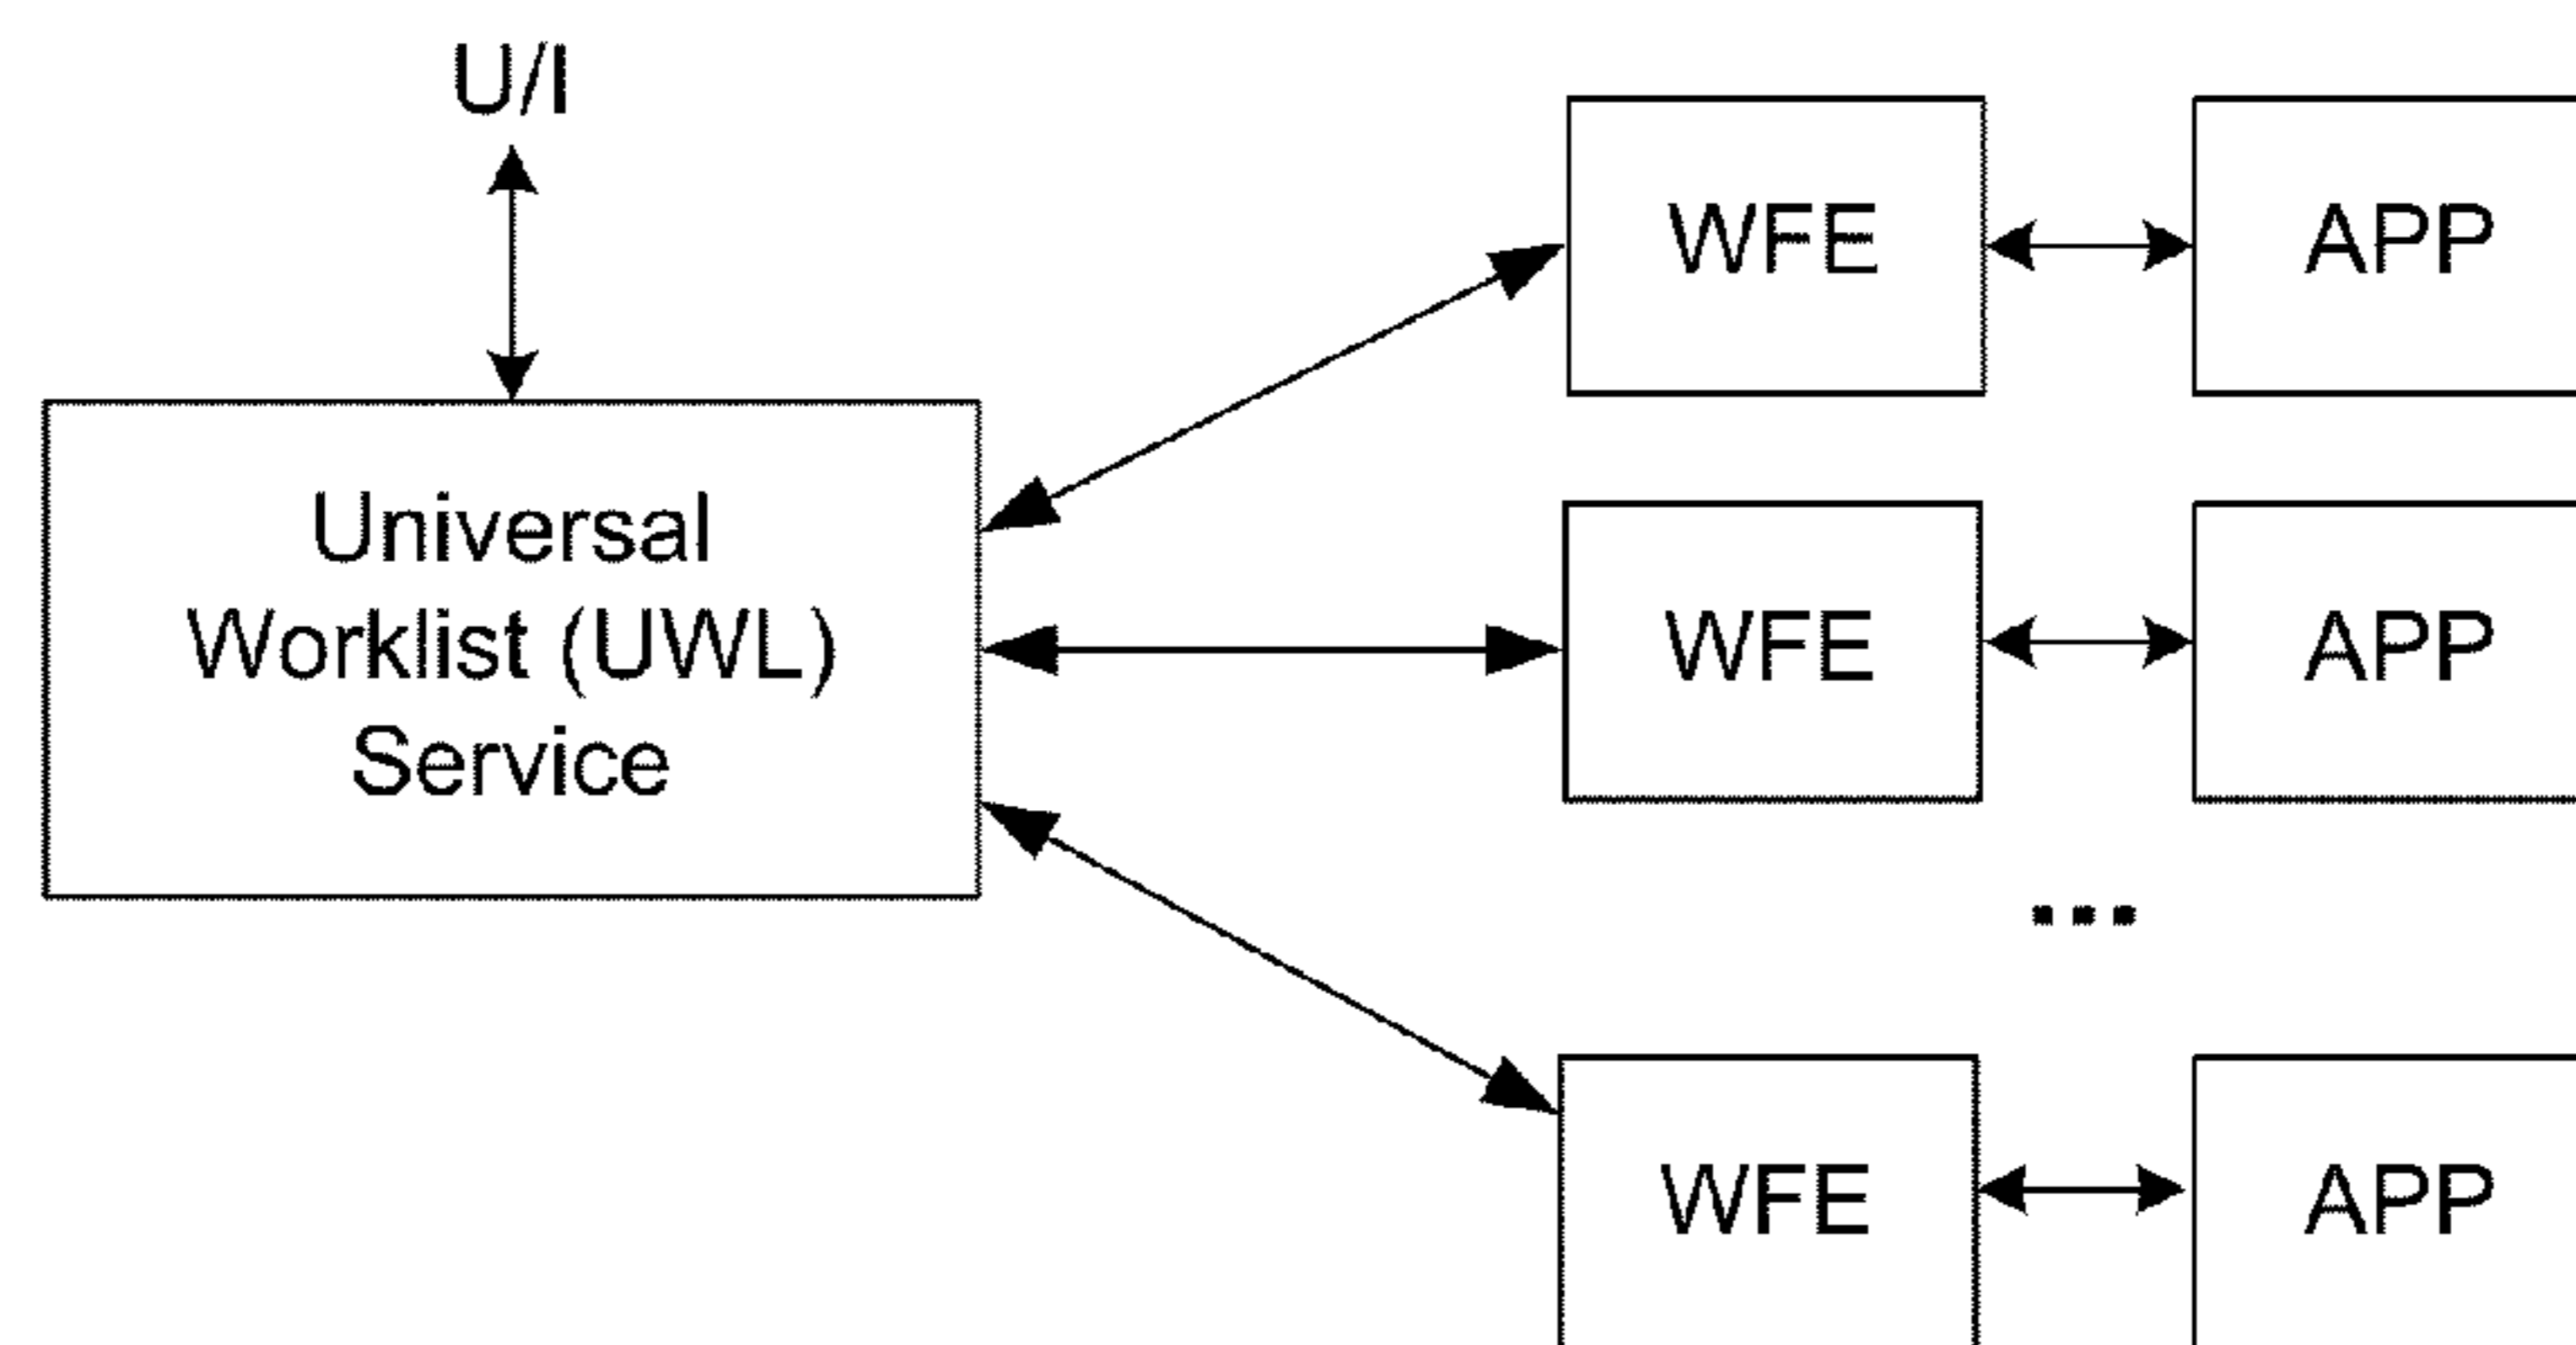 U/I
WFE
APP
Universal
Worklist (UWL)
Service
WFE
APP
...
WFE
APP